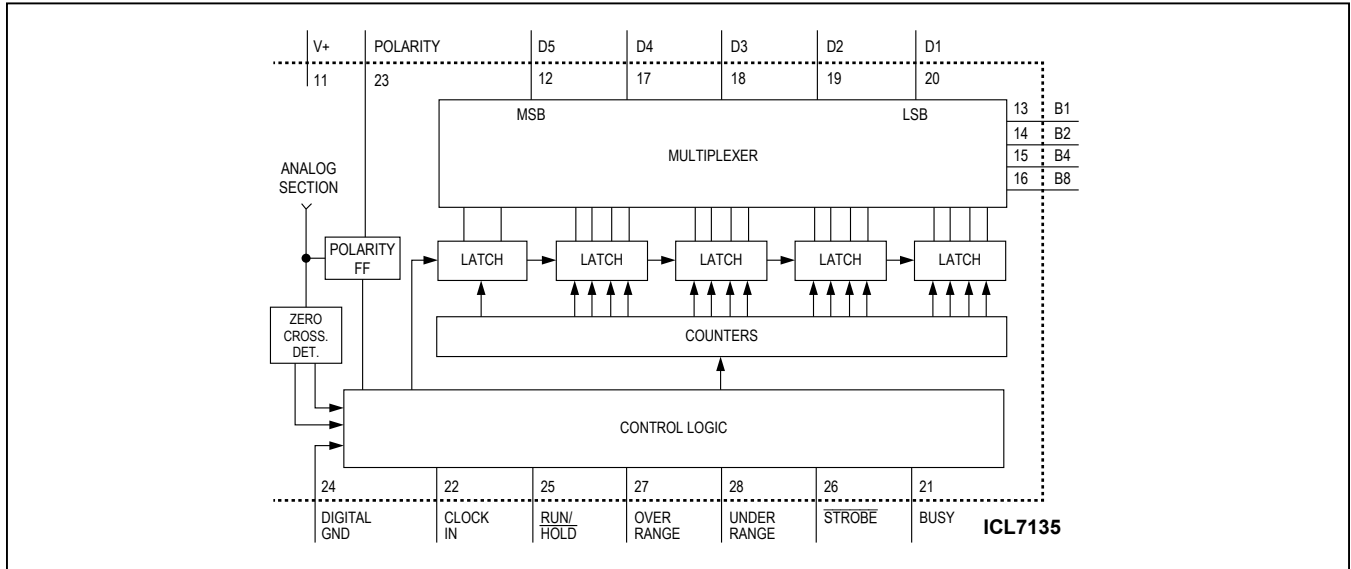 V+ POLARITY D5 D4 D3 D2 D1
11 23 12 17 18 19 20
MSB LSB
MULTIPLEXER
13 B1
14 B2
15 B4
16 B8
ANALOG
SECTION
POLARITY
FF
LATCH LATCH LATCH LATCH LATCH
ZERO
CROSS.
DET.
COUNTERS
CONTROL LOGIC
24 22 25 27 28 26 21
DIGITAL
GND
CLOCK
IN
RUN/
HOLD
OVER
RANGE
UNDER
RANGE
STROBE
BUSY
ICL7135